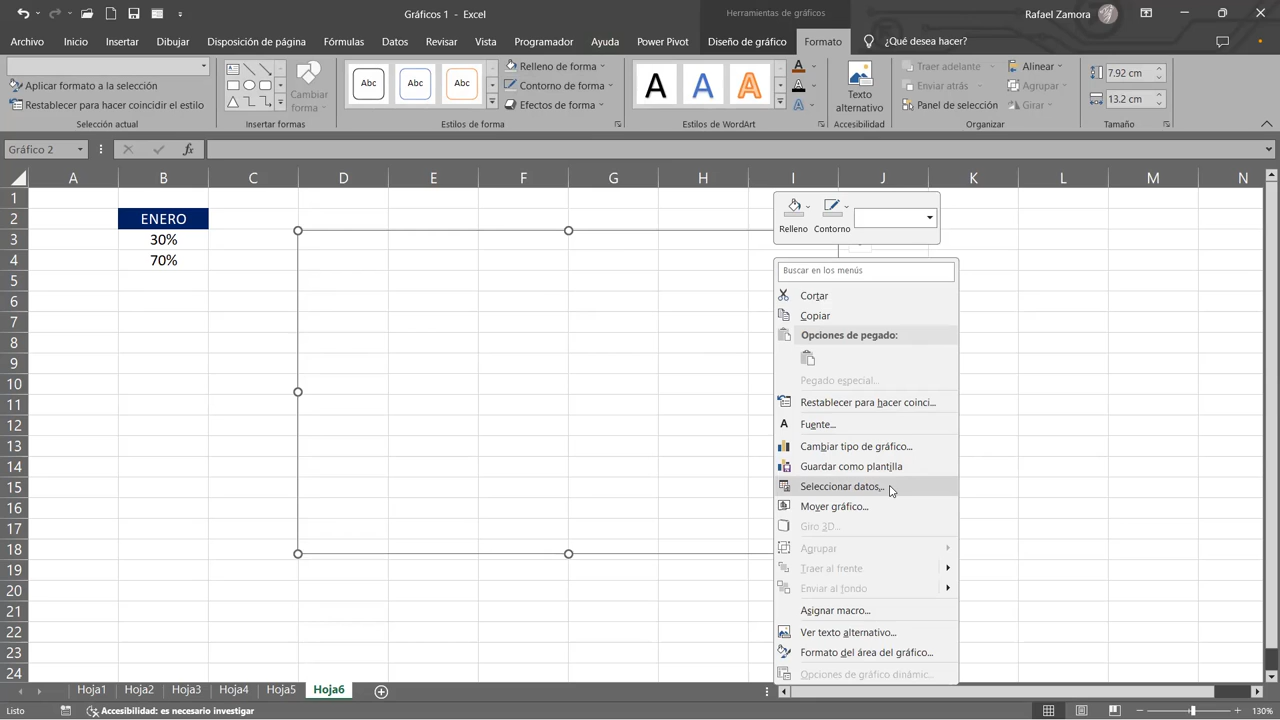 Gráficos 1 - Excel
Herramientas de gráficos
Rafael Zamora
Archivo Inicio Insertar Dibujar Disposición de página Fórmulas Datos Revisar Vista Programador Ayuda Power Pivot Diseño de gráfico Formato ¿Qué desea hacer?
Aplicar formato a la selección
Restablecer para hacer coincidir el estilo
Selección actual
Cambiar forma
Insertar formas
Abc Abc Abc
Relleno de forma
Contorno de forma
Efectos de forma
Estilos de forma
A A A
Estilos de WordArt
Texto alternativo
Accesibilidad
Traer adelante
Enviar atrás
Panel de selección
Alinear
Agrupar
Girar
Organizar
7.92 cm
13.2 cm
Tamaño
Gráfico 2
fx
A B C D E F G H I J K L M N
1
2 ENERO
3 30%
4 70%
5
6
7
8
9
10
11
12
13
14
15
16
17
18
19
20
21
22
23
24
Relleno Contorno
Buscar en los menús
Cortar
Copiar
Opciones de pegado:
Pegado especial...
Restablecer para hacer coinci...
Fuente...
Cambiar tipo de gráfico...
Guardar como plantilla
Seleccionar datos...
Mover gráfico...
Giro 3D...
Agrupar
Traer al frente
Enviar al fondo
Asignar macro...
Ver texto alternativo...
Formato del área del gráfico...
Opciones de gráfico dinámic...
Hoja1 Hoja2 Hoja3 Hoja4 Hoja5 Hoja6
Listo
Accesibilidad: es necesario investigar
130%